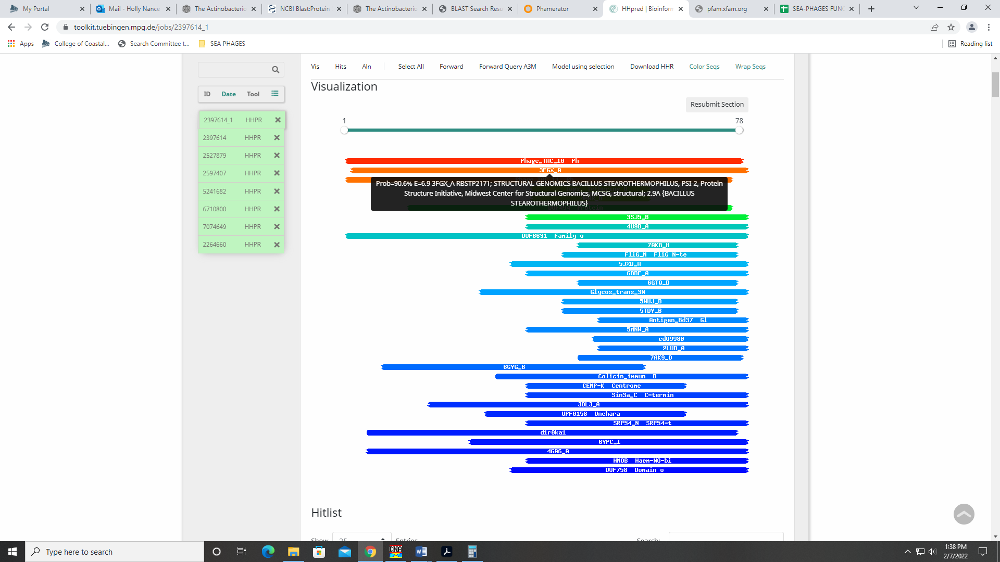 My Portal
Mail - Holly Nance
The Actinobacterio
NCBI Blast:Protein
The Actinobacterio
BLAST Search Resu
Phamerator
HHpred | Bioinform
pfam.xfam.org
SEA-PHAGES FUNC
toolkit.tuebingen.mpg.de/jobs/2397614_1
Apps
College of Coastal...
Search Committee t...
SEA PHAGES
Reading list
Vis Hits Aln Select All Forward Forward Query A3M Model using selection Download HHR Color Seqs Wrap Seqs
Visualization
Resubmit Section
1 78
ID Date Tool
2397614_1 HHPR
2397614 HHPR
2527879 HHPR
2597407 HHPR
5241682 HHPR
6710800 HHPR
7074649 HHPR
2264660 HHPR
Phage_TAC_10 Ph
3FGX_A
Prob=90.6% E=6.9 3FGX_A RBSTP2171; STRUCTURAL GENOMICS BACILLUS STEAROTHERMOPHILUS, PSI-2, Protein
Structure Initiative, Midwest Center for Structural Genomics, MCSG, structural; 2.9A {BACILLUS
STEAROTHERMOPHILUS}
3SJ5_B
4U9B_A
DUF6631 Family o
7AK8_H
FliG_N FliG N-te
5JXD_A
6BDE_A
6GTQ_D
Glycos_trans_3N
5WUJ_B
5TDY_B
Antigen_Bd37 Gl
5MNW_A
cd09980
2LUD_A
7AK9_D
6GYG_B
Colicin_immun B
CENP-K Centrome
Sin3a_C C-termin
3OL3_A
UPF0158 Unchara
SRP54_N SRP54-t
d1r0ka1
6YPC_I
4GA6_A
HNOB Haem-NO-bi
DUF758 Domain o
Hitlist
Show 25 Entries Search:
Type here to search
DNA
1:38 PM
2/7/2022